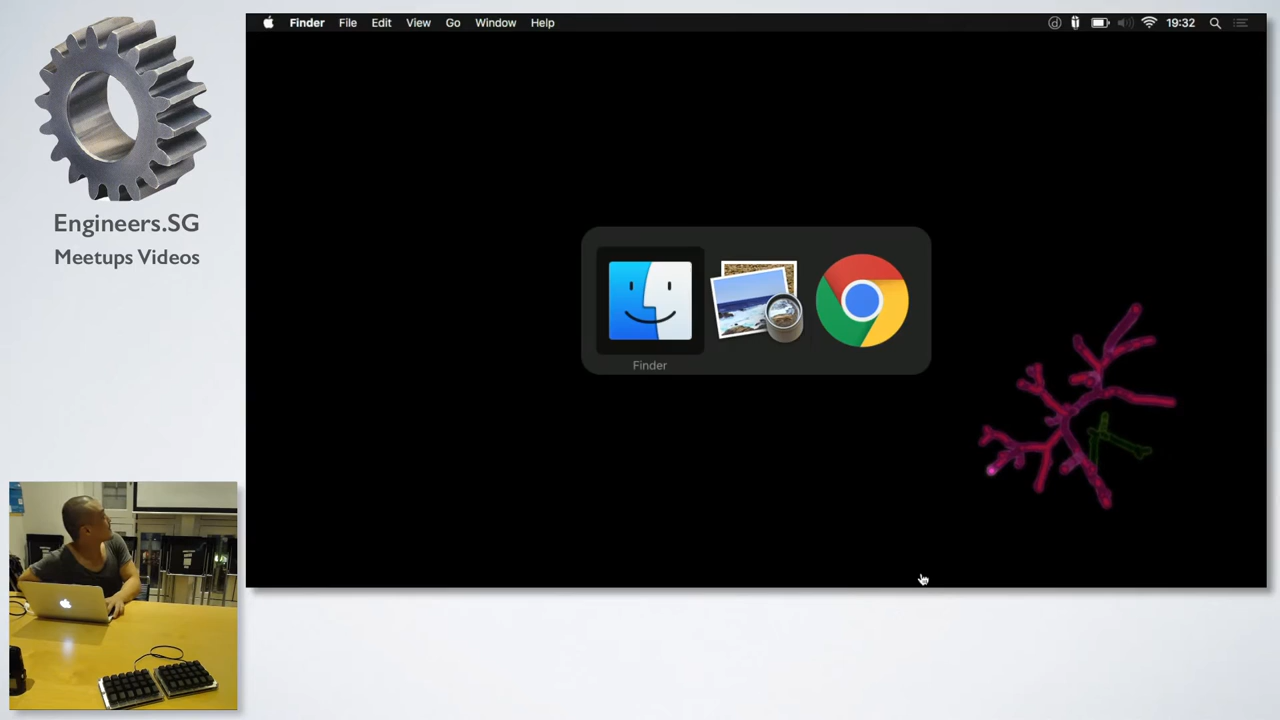 Engineers.SG
Meetups Videos
Finder File Edit View Go Window Help
19:32
Finder